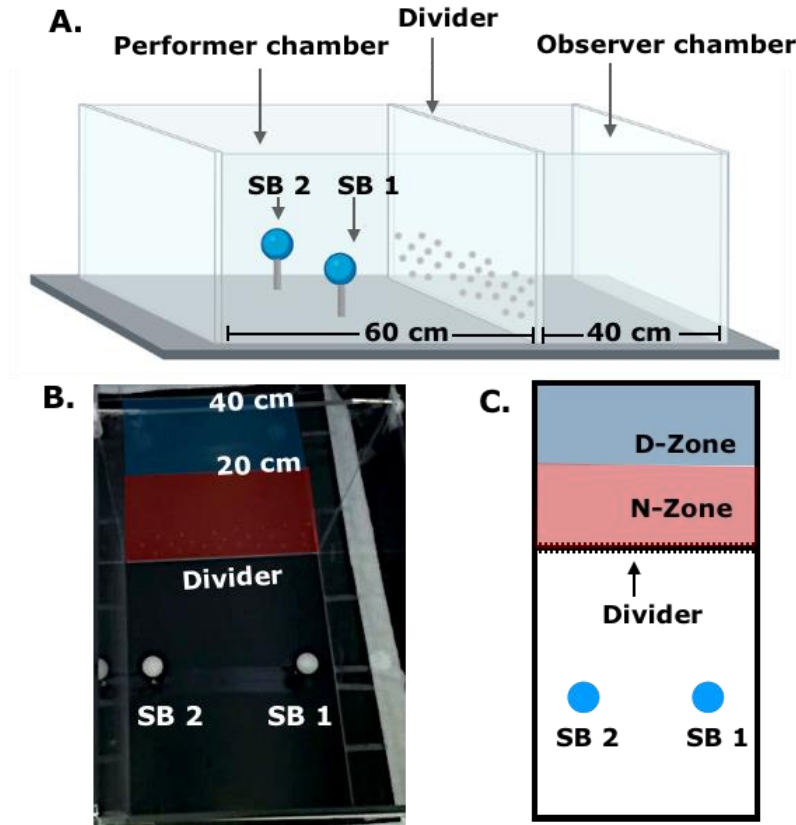 A.
Divider
Performer chamber
Observer chamber
SB 2
SB 1
60 cm
40 cm
B.
40 cm
20 cm
Divider
SB 2
SB 1
C.
D-Zone
N-Zone
Divider
SB 2
SB 1